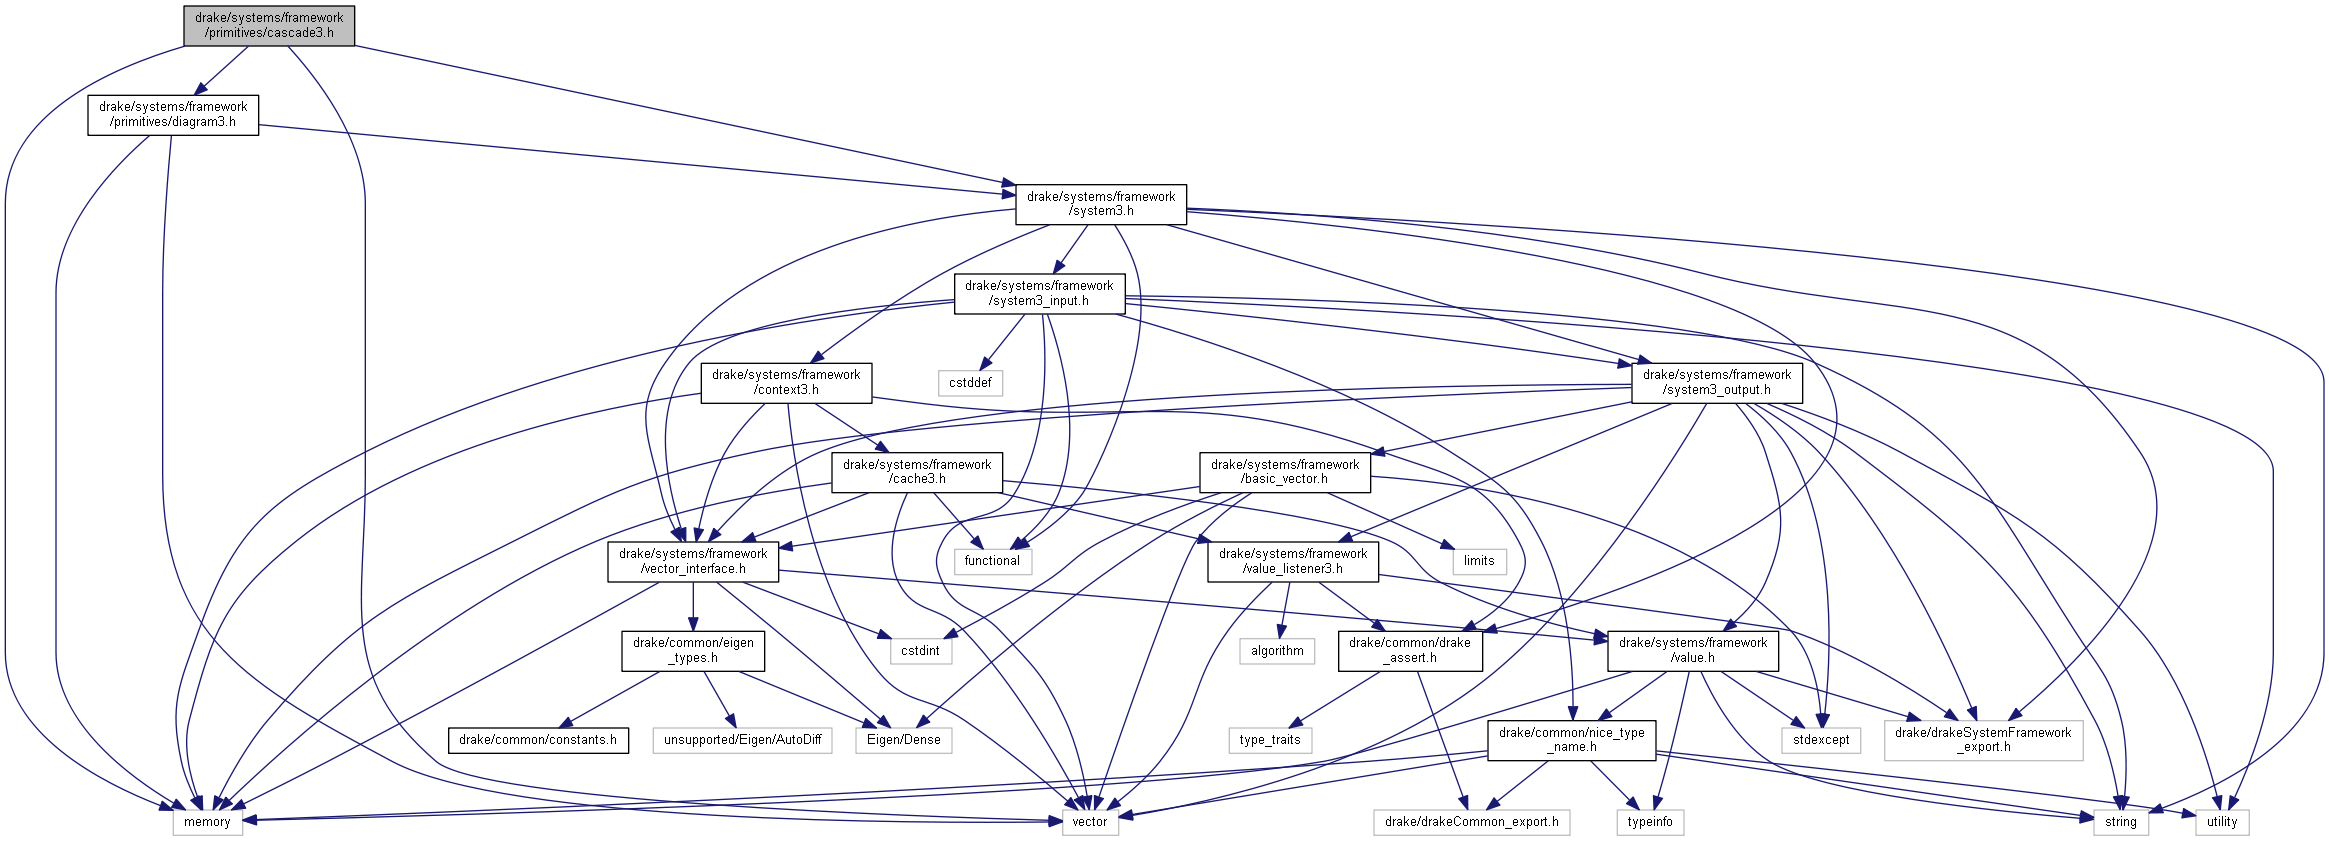 drake/systems/framework
/primitives/cascade3.h
drake/systems/framework
/primitives/diagram3.h
drake/systems/framework
/system3.h
drake/systems/framework
/system3_input.h
drake/systems/framework
/context3.h
cstddef
drake/systems/framework
/system3_output.h
drake/systems/framework
/cache3.h
drake/systems/framework
/basic_vector.h
drake/systems/framework
/vector_interface.h
functional
drake/systems/framework
/value_listener3.h
limits
drake/common/eigen
_types.h
cstdint
algorithm
drake/common/drake
_assert.h
drake/systems/framework
/value.h
drake/common/constants.h
unsupported/Eigen/AutoDiff
Eigen/Dense
type_traits
drake/common/nice_type
_name.h
stdexcept
drake/drakeSystemFramework
_export.h
memory
vector
drake/drakeCommon_export.h
typeinfo
string
utility